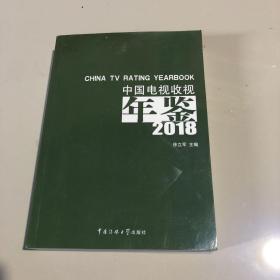 CHINA TV RATING YEARBOOK
中国电视收视
年鉴
2018
徐立军 主编
中国传媒大学出版社